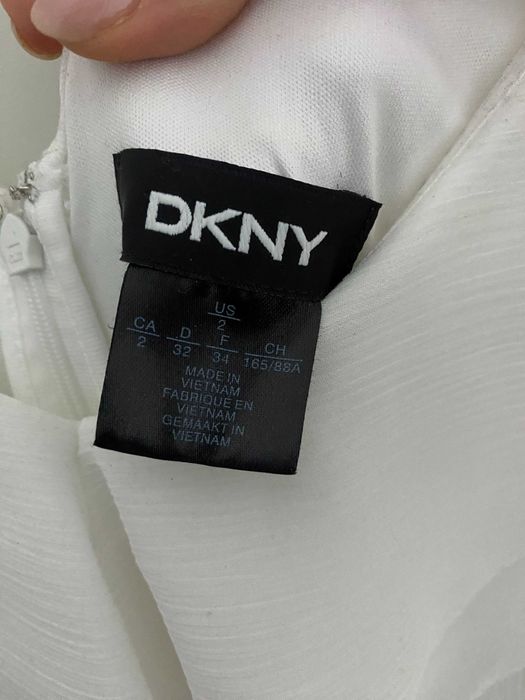 DKNY
US
2
CA D F CH
2 32 34 165/88A
MADE IN
VIETNAM
FABRIQUE EN
VIETNAM
GEMAAKT IN
VIETNAM